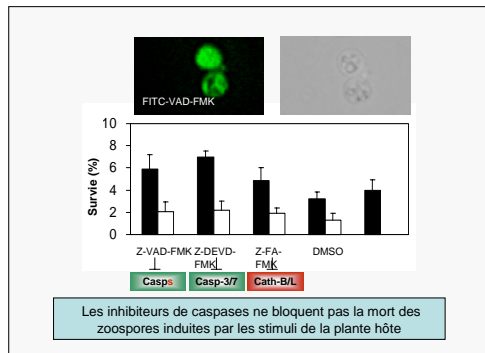 FITC-VAD-FMK
10
8
6
4
2
0
Survie (%)
Z-VAD-FMK Z-DEVD-FMK Z-FA-FMK DMSO
Casps Casp-3/7 Cath-B/L
Les inhibiteurs de caspases ne bloquent pas la mort des
zoospores induites par les stimuli de la plante hôte